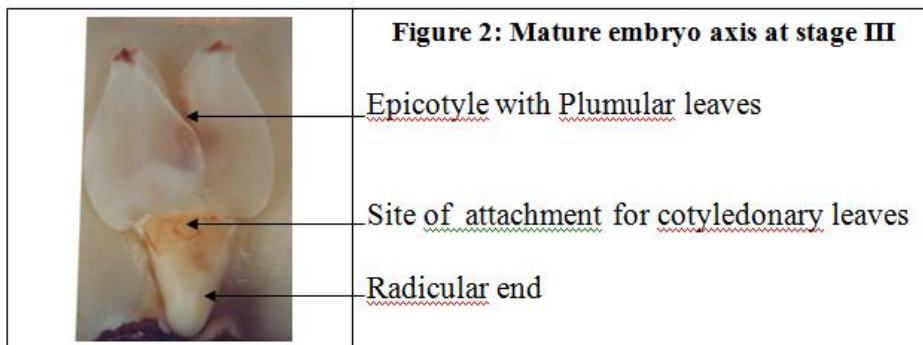 Figure 2: Mature embryo axis at stage III
Epicotyle with Plumular leaves
Site of attachment for cotyledonary leaves
Radicular end